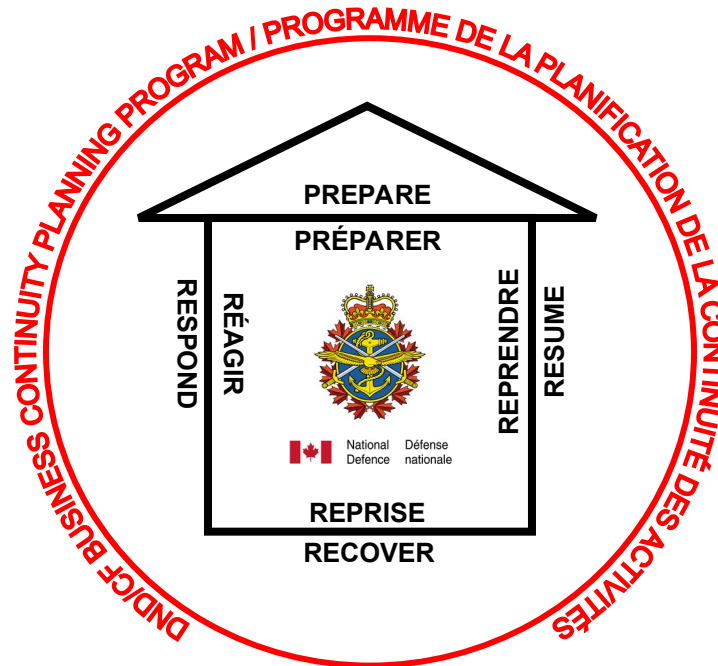 DND/CF BUSINESS CONTINUITY PLANNING PROGRAM / PROGRAMME DE LA PLANIFICATION DE LA CONTINUITÉ DES ACTIVITÉS
PREPARE
PRÉPARER
RESPOND
RÉAGIR
REPRENDRE
RESUME
National Défense
Defence nationale
REPRISE
RECOVER